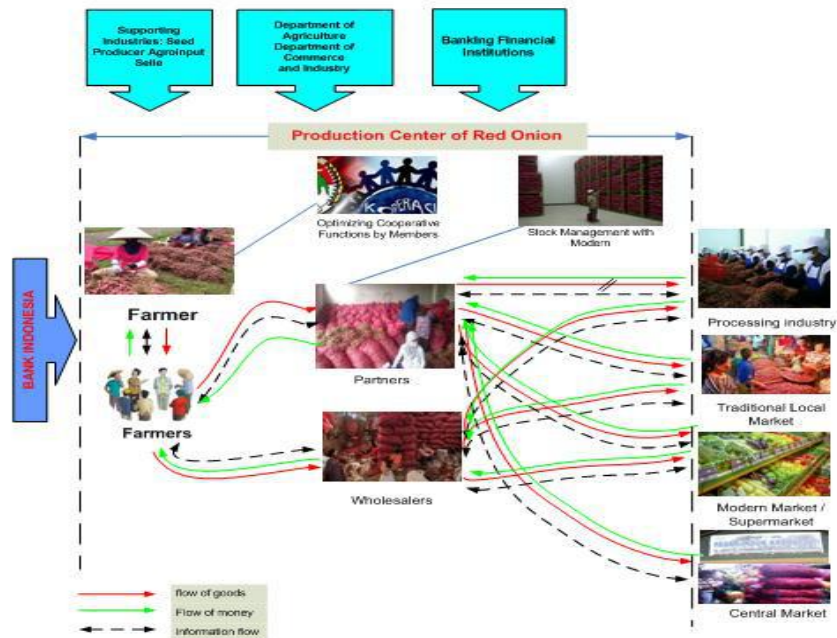 Supporting
Industries: Seed
Producer Agroinput
Selle
Department of
Agriculture
Department of
Commerce
and Industry
Banking Financial
Institutions
Production Center of Red Onion
Optimizing Cooperative
Functions by Members
Stock Management with
Modern
BANK INDONESIA
Farmer
Farmers
Partners
Wholesalers
Processing industry
Traditional Local
Market
Modern Market /
Supermarket
Central Market
flow of goods
Flow of money
Information flow